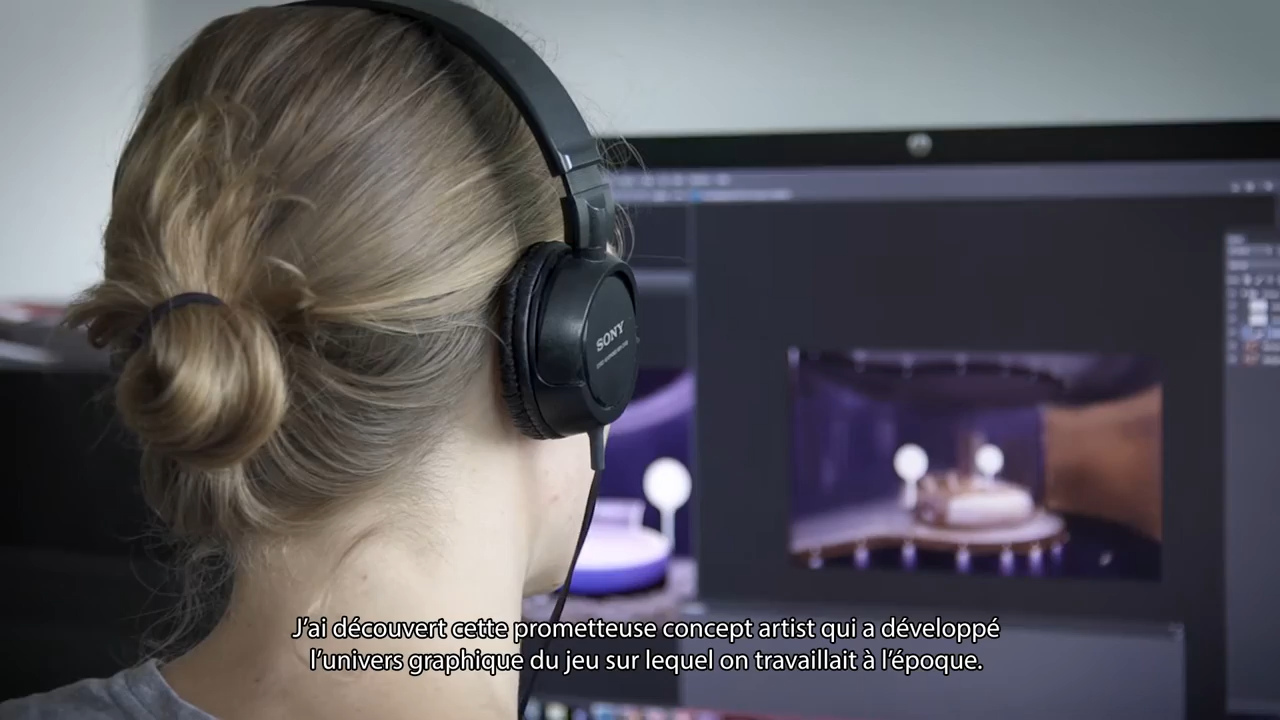 SONY
J'ai découvert cette prometteuse concept artist qui a développé
l'univers graphique du jeu sur lequel on travaillait à l'époque.